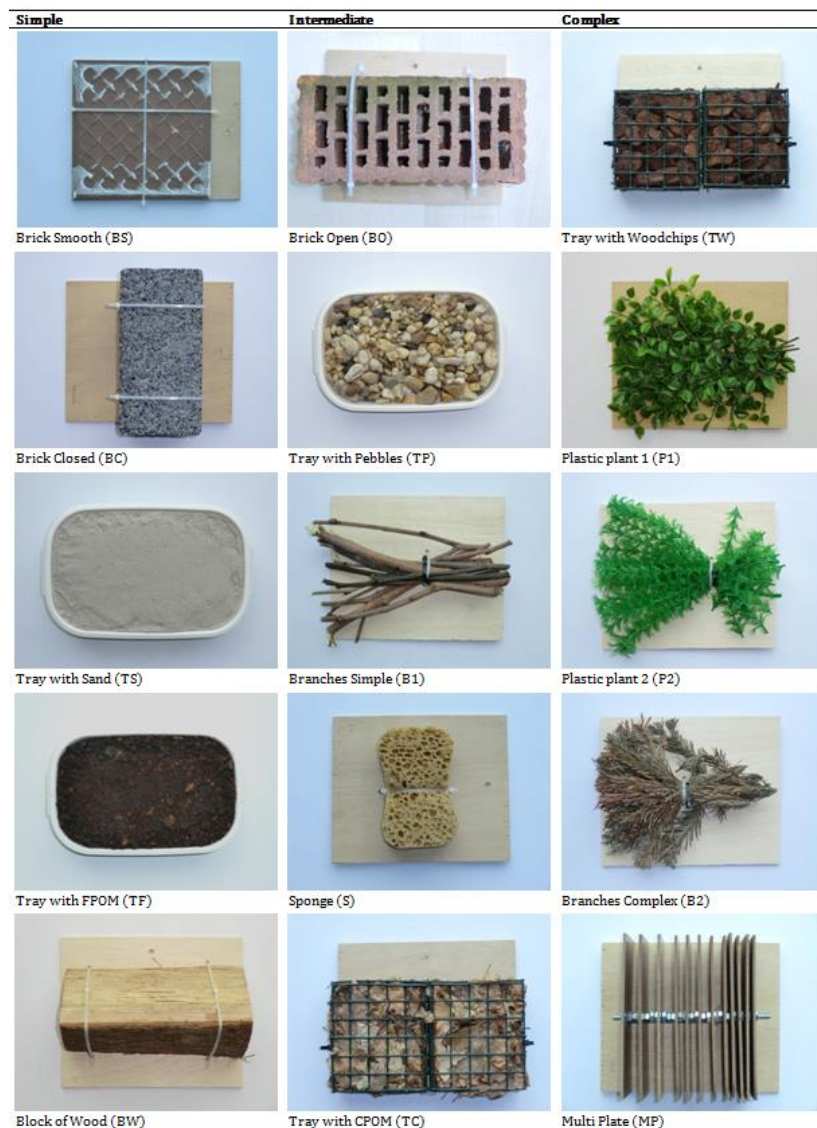 Simple Intermediate Complex
Brick Smooth (BS) Brick Open (BO) Tray with Woodchips (TW)
Brick Closed (BC) Tray with Pebbles (TP) Plastic plant 1 (P1)
Tray with Sand (TS) Branches Simple (B1) Plastic plant 2 (P2)
Tray with FPOM (TF) Sponge (S) Branches Complex (B2)
Block of Wood (BW) Tray with CPOM (TC) Multi Plate (MP)